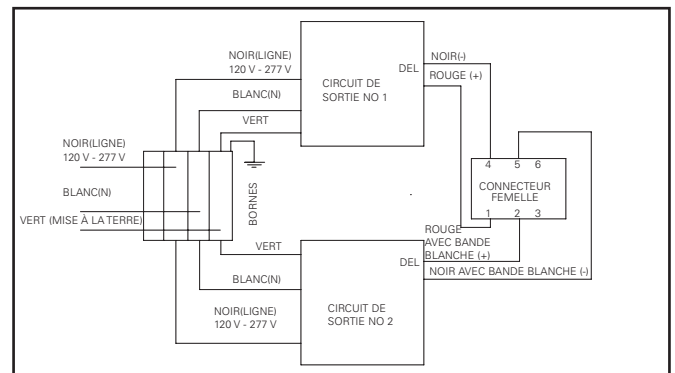 NOIR(LIGNE)
120 V - 277 V
BLANC(N)
VERT
CIRCUIT DE
SORTIE NO 1
DEL
NOIR(-)
ROUGE (+)
NOIR(LIGNE)
120 V - 277 V
BLANC(N)
VERT (MISE À LA TERRE)
BORNES
4 5 6
CONNECTEUR
FEMELLE
1 2 3
VERT
BLANC(N)
NOIR(LIGNE)
120 V - 277 V
CIRCUIT DE
SORTIE NO 2
DEL
ROUGE
AVEC BANDE
BLANCHE (+)
NOIR AVEC BANDE BLANCHE (-)